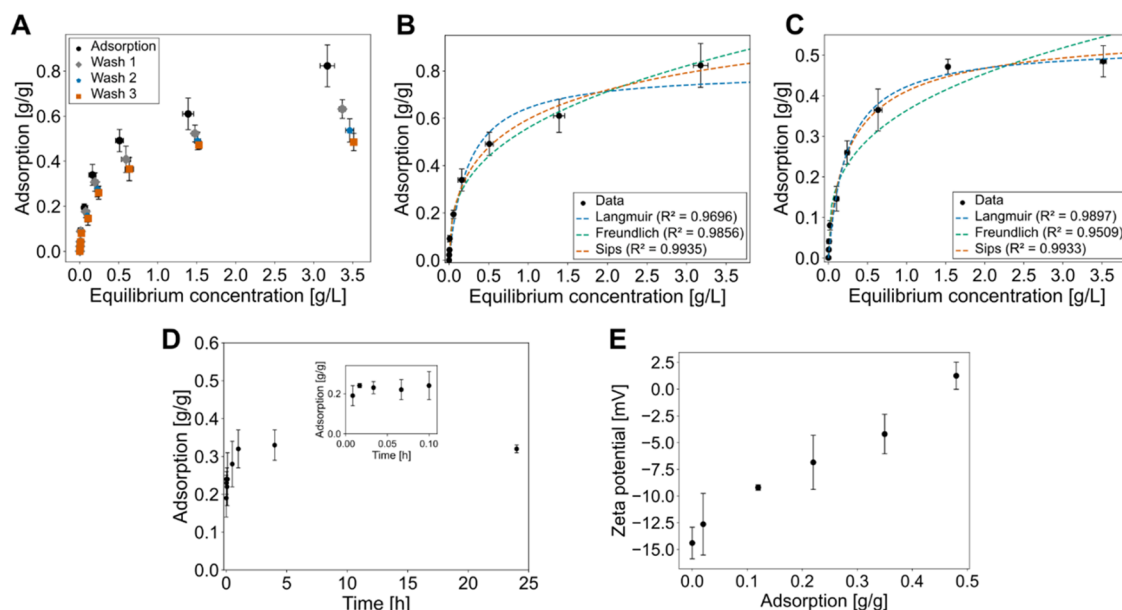 A
Adsorption
Wash 1
Wash 2
Wash 3
Adsorption [g/g]
0.8
0.6
0.4
0.2
0.0
0.0 0.5 1.0 1.5 2.0 2.5 3.0 3.5
Equilibrium concentration [g/L]
B
Adsorption [g/g]
0.8
0.6
0.4
0.2
0.0
Data
Langmuir (R² = 0.9696)
Freundlich (R² = 0.9856)
Sips (R² = 0.9935)
0.0 0.5 1.0 1.5 2.0 2.5 3.0 3.5
Equilibrium concentration [g/L]
C
Adsorption [g/g]
0.5
0.4
0.3
0.2
0.1
0.0
Data
Langmuir (R² = 0.9897)
Freundlich (R² = 0.9509)
Sips (R² = 0.9933)
0.0 0.5 1.0 1.5 2.0 2.5 3.0 3.5
Equilibrium concentration [g/L]
D
Adsorption [g/g]
0.6
0.5
0.4
0.3
0.2
0.1
0.0
Adsorption [g/g]
0.2
0.0
0.00 0.05 0.10
Time [h]
0 5 10 15 20 25
Time [h]
E
Zeta potential [mV]
2.5
0.0
−2.5
−5.0
−7.5
−10.0
−12.5
−15.0
0.0 0.1 0.2 0.3 0.4 0.5
Adsorption [g/g]